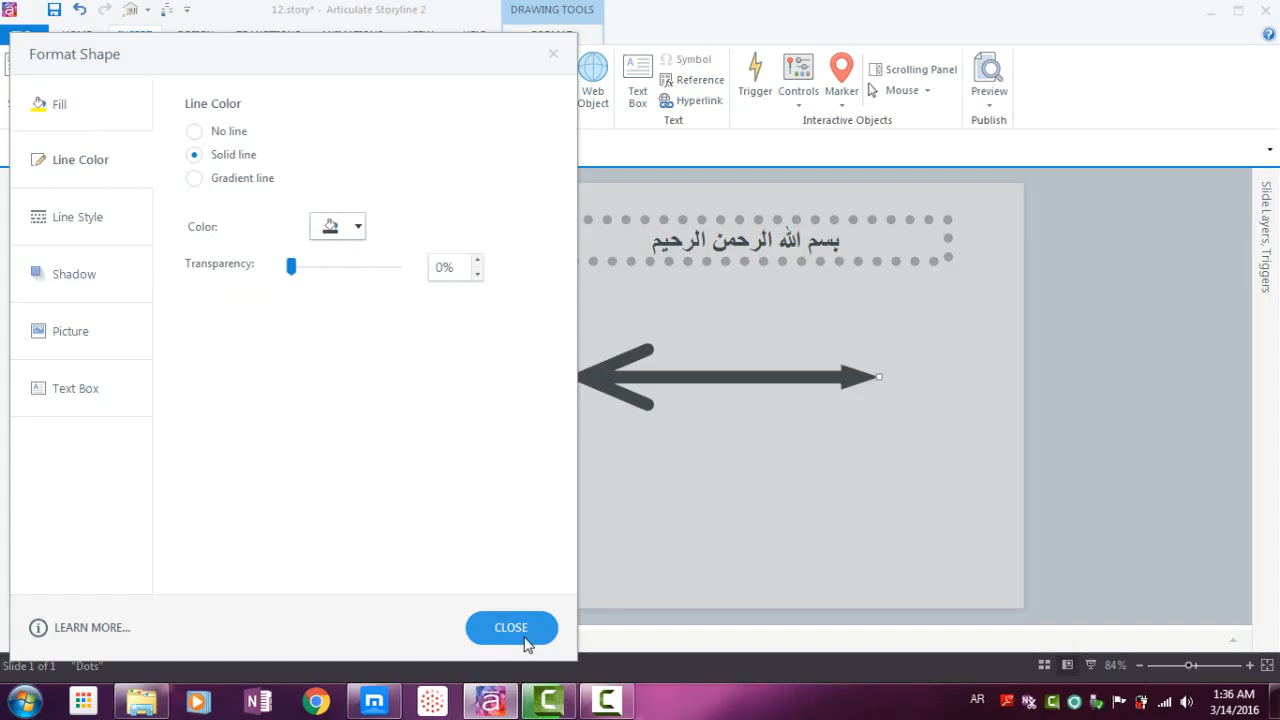 12.story* - Articulate Storyline 2
DRAWING TOOLS
Format Shape
Fill
Line Color
Line Style
Shadow
Picture
Text Box
Line Color
No line
Solid line
Gradient line
Color:
Transparency:
0%
LEARN MORE...
CLOSE
Web Object
Text Box
Symbol
Reference
Hyperlink
Text
Trigger
Controls
Marker
Scrolling Panel
Mouse
Interactive Objects
Preview
Publish
بسم الله الرحمن الرحيم
Slide Layers, Triggers
Slide 1 of 1
"Dots"
84%
AR
1:36 AM
3/14/2016